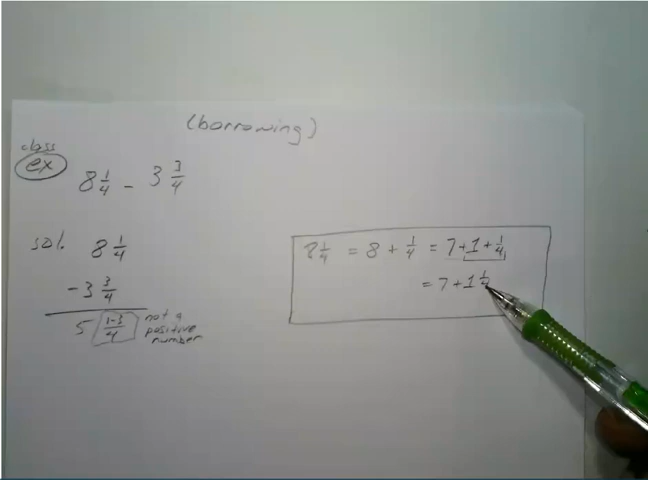 (borrowing)
class
ex
8 1/4 - 3 3/4
sol.
8 1/4
- 3 3/4
5 (1-3)/4
not a
positive
number
8 1/4 = 8 + 1/4 = 7 + 1 + 1/4
= 7 + 1 1/4